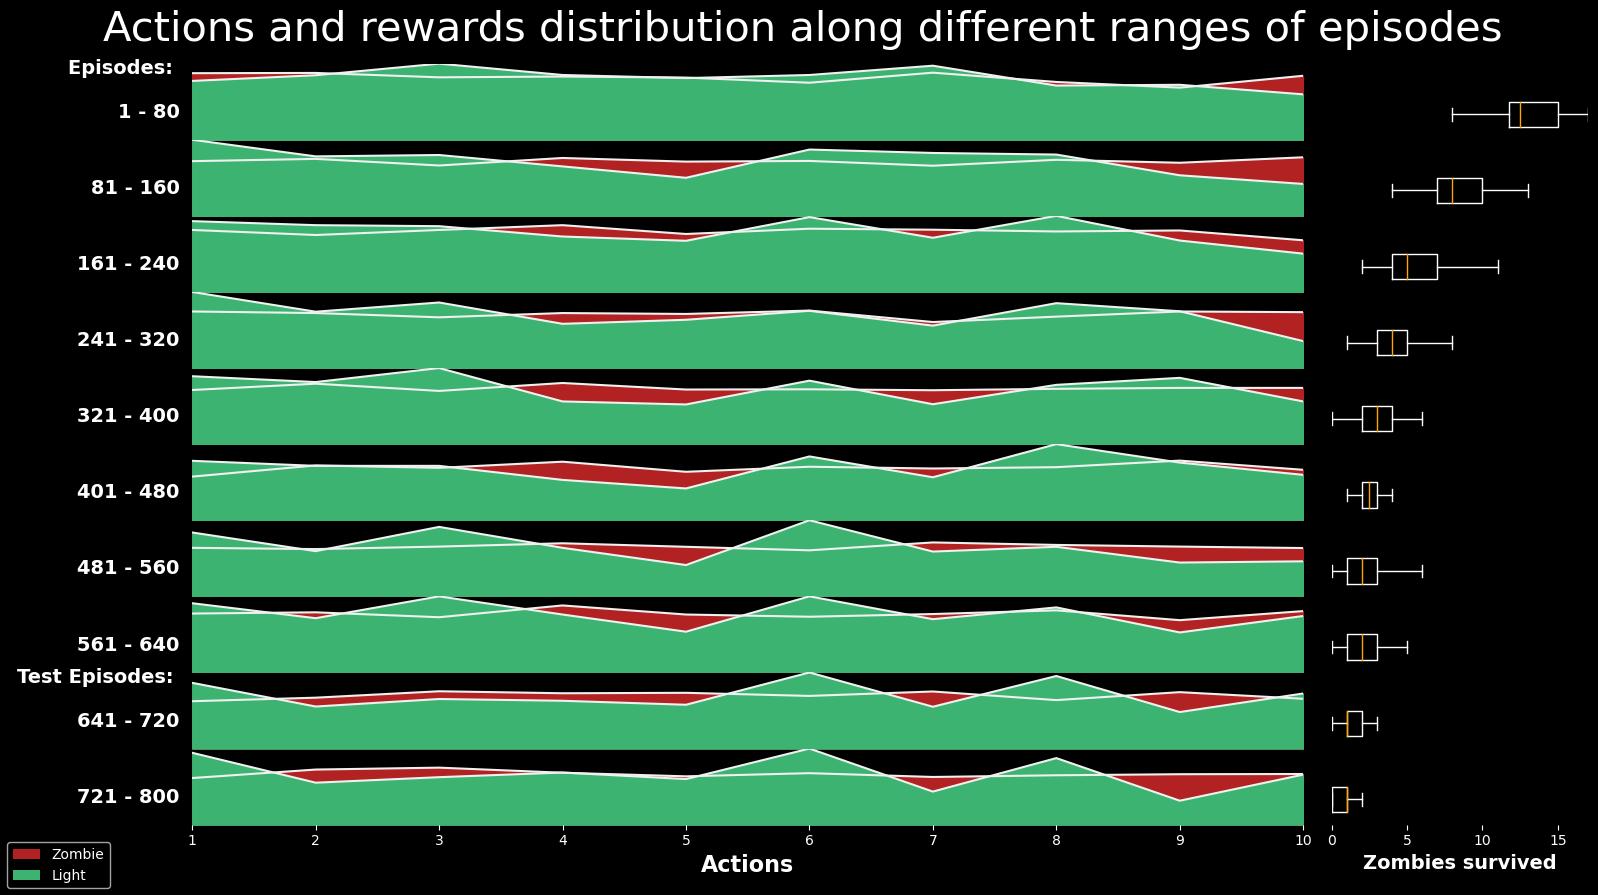 Actions and rewards distribution along different ranges of episodes
Episodes:
1 - 80
81 - 160
161 - 240
241 - 320
321 - 400
401 - 480
481 - 560
561 - 640
Test Episodes:
641 - 720
721 - 800
1 2 3 4 5 6 7 8 9 10
Actions
0 5 10 15
Zombies survived
Zombie
Light